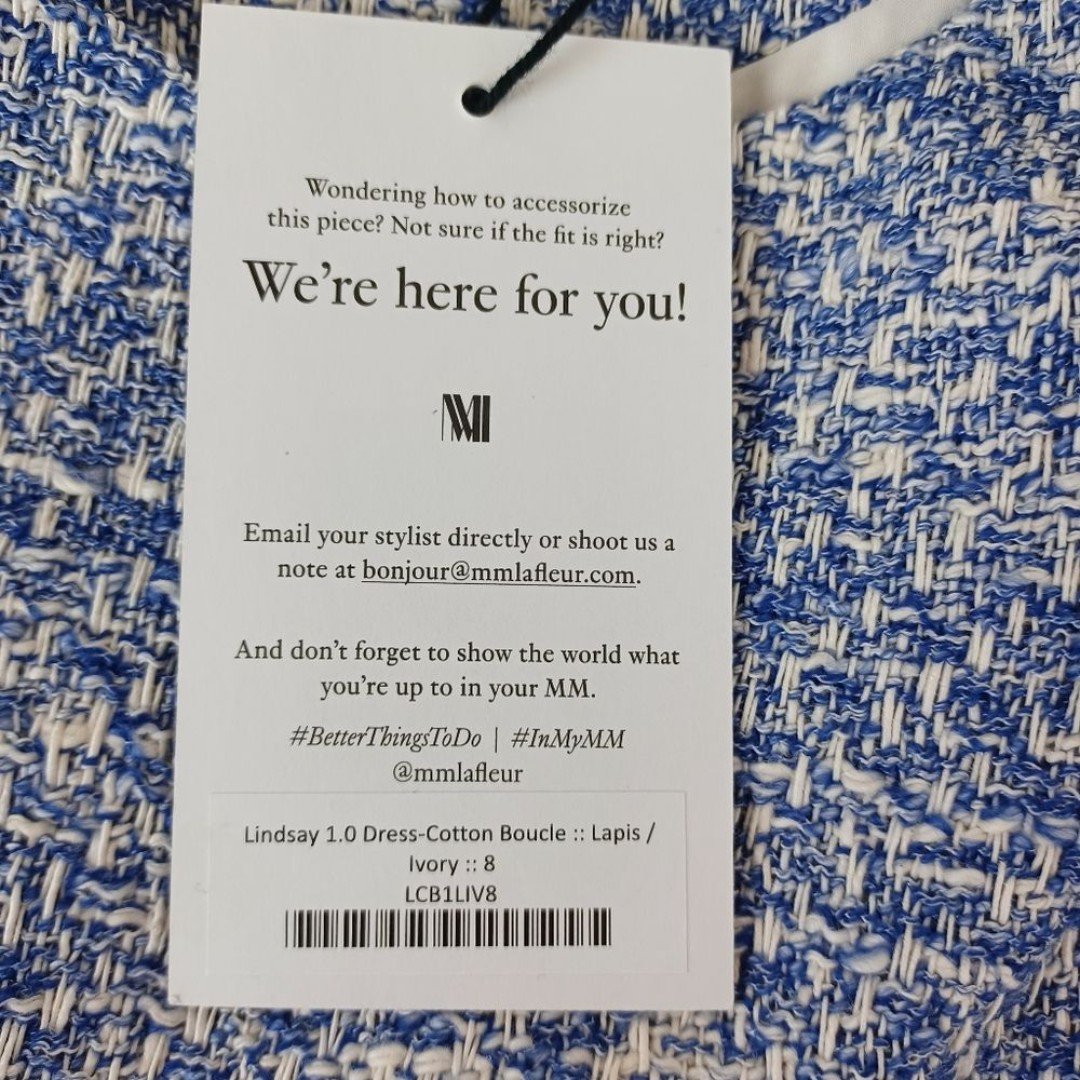 Wondering how to accessorize
this piece? Not sure if the fit is right?
We're here for you!
MM
Email your stylist directly or shoot us a
note at bonjour@mmlafleur.com.
And don't forget to show the world what
you're up to in your MM.
#BetterThingsToDo | #InMyMM
@mmlafleur
Lindsay 1.0 Dress-Cotton Boucle :: Lapis /
Ivory :: 8
LCB1LIV8